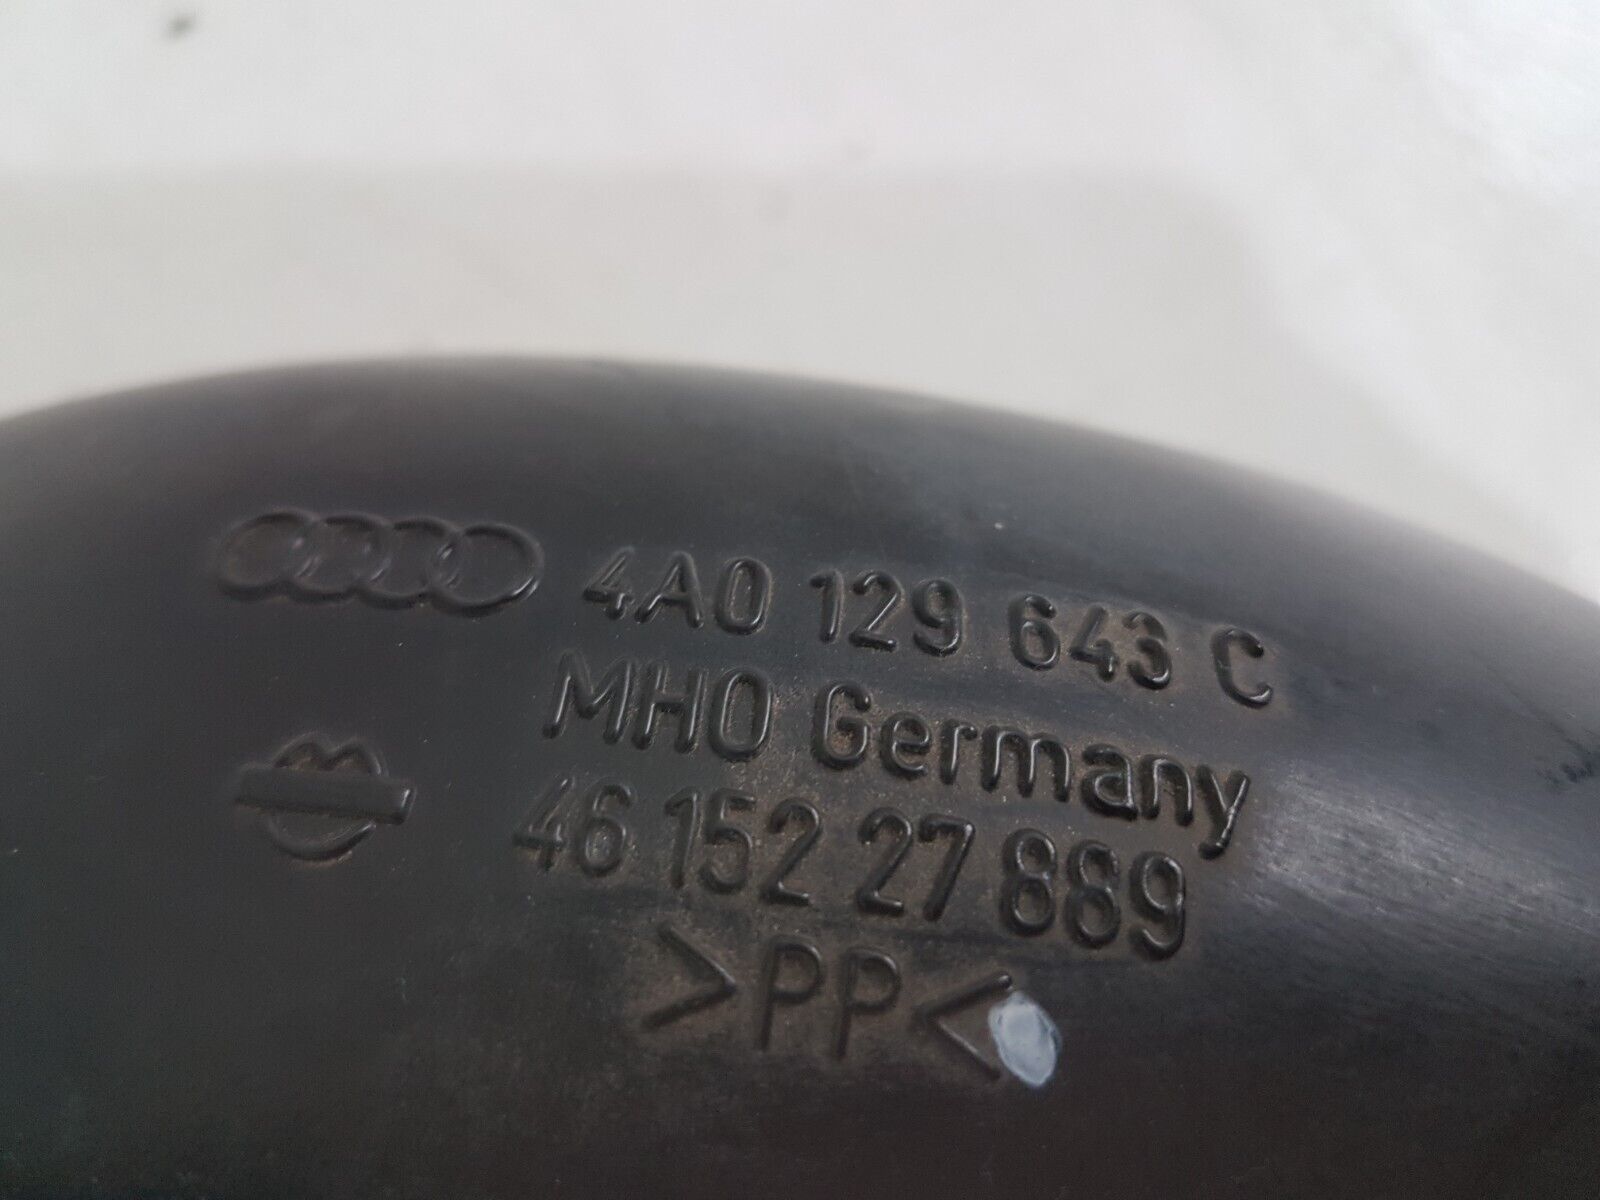 4A0 129 643 C
MHO Germany
46 152 27 889
>PP<